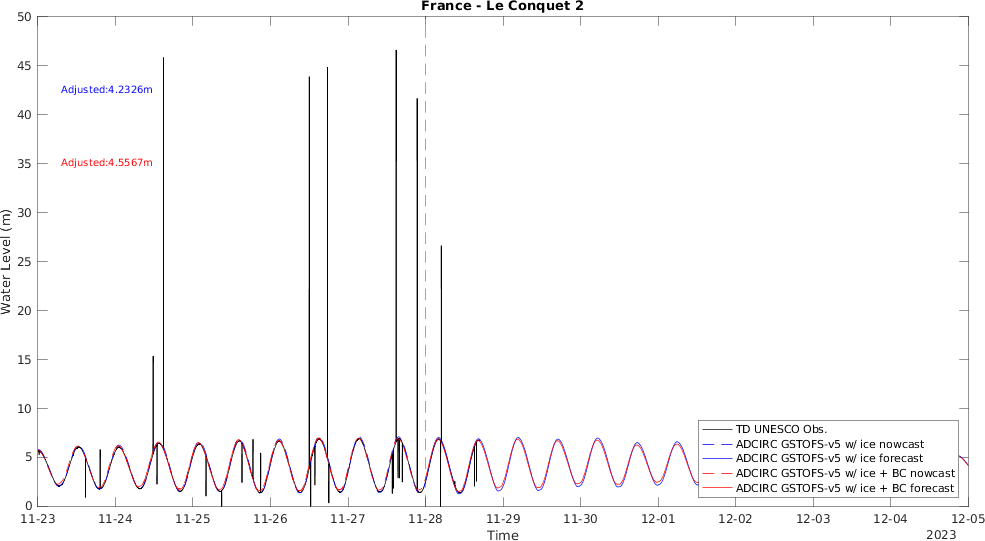 France - Le Conquet 2
50
45
40
35
30
25
20
15
10
5
0
Water Level (m)
Adjusted:4.2326m
Adjusted:4.5567m
TD UNESCO Obs.
ADCIRC GSTOFS-v5 w/ ice nowcast
ADCIRC GSTOFS-v5 w/ ice forecast
ADCIRC GSTOFS-v5 w/ ice + BC nowcast
ADCIRC GSTOFS-v5 w/ ice + BC forecast
11-23 11-24 11-25 11-26 11-27 11-28 11-29 11-30 12-01 12-02 12-03 12-04 12-05
Time
2023